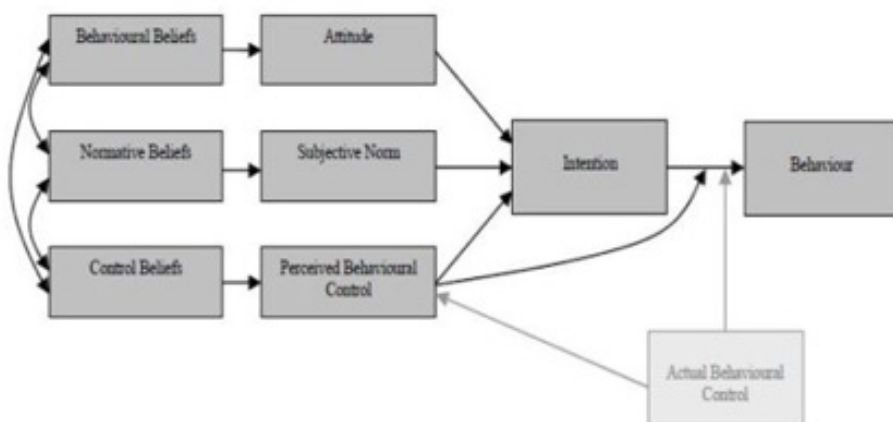 Behavioural Beliefs
Attitude
Normative Beliefs
Subjective Norm
Intention
Behaviour
Control Beliefs
Perceived Behavioural
Control
Actual Behavioural
Control